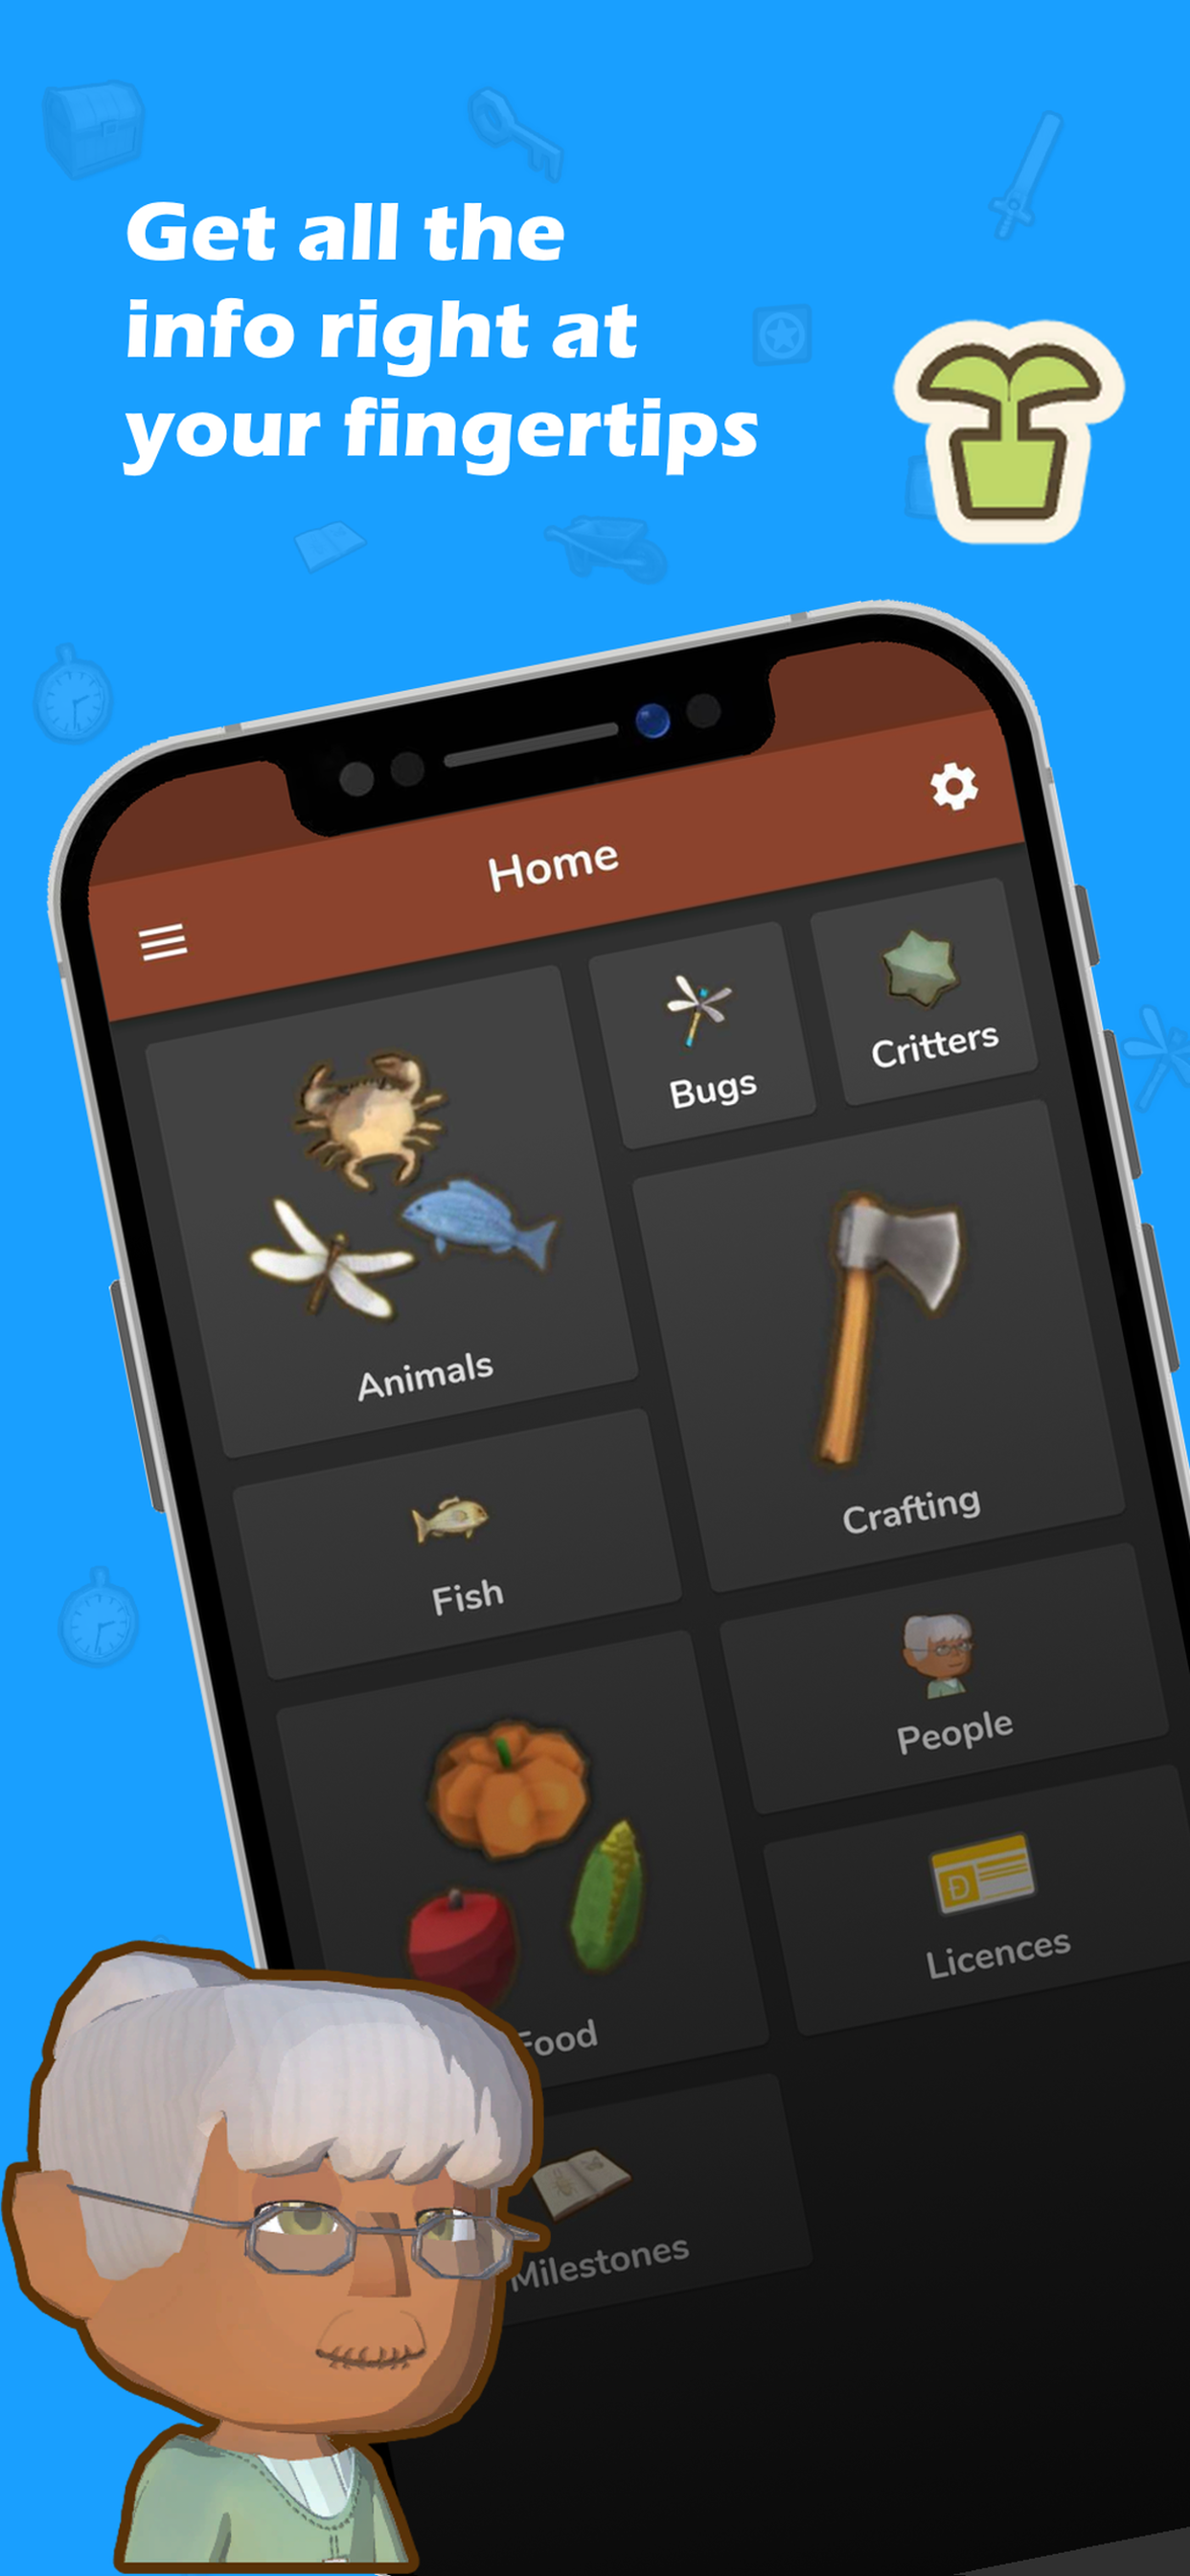 Get all the
info right at
your fingertips
Home
Bugs
Critters
Animals
Crafting
Fish
People
Licences
Food
Milestones